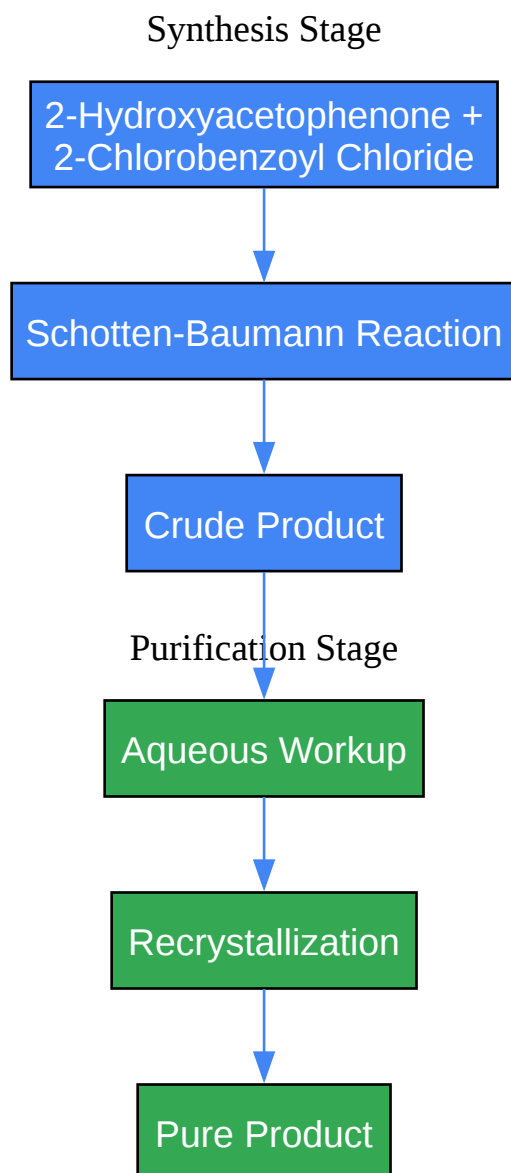 Synthesis Stage
2-Hydroxyacetophenone +
2-Chlorobenzoyl Chloride
Schotten-Baumann Reaction
Crude Product
Purification Stage
Aqueous Workup
Recrystallization
Pure Product